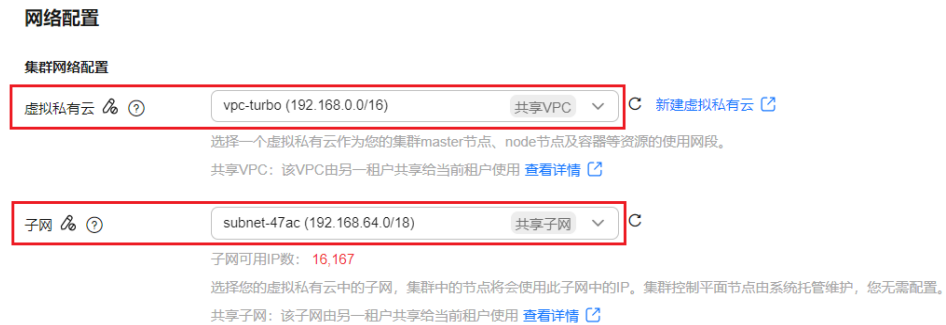 网络配置
集群网络配置
虚拟私有云 vpc-turbo (192.168.0.0/16) 共享VPC 新建虚拟私有云
选择一个虚拟私有云作为您的集群master节点、node节点及容器等资源的使用网段。
共享VPC：该VPC由另一租户共享给当前租户使用 查看详情
子网 subnet-47ac (192.168.64.0/18) 共享子网
子网可用IP数： 16,167
选择您的虚拟私有云中的子网，集群中的节点将会使用此子网中的IP。集群控制平面节点由系统托管维护，您无需配置。
共享子网：该子网由另一租户共享给当前租户使用 查看详情